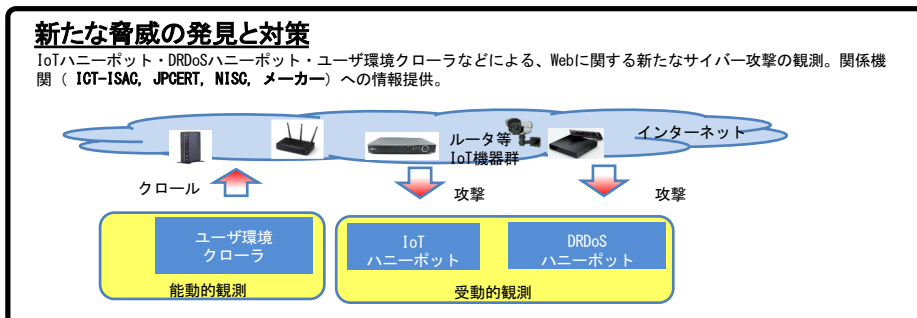 新たな脅威の発見と対策
IoTハニーポット・DRDoSハニーポット・ユーザ環境クローラなどによる、Webに関する新たなサイバー攻撃の観測。関係機
関（ ICT-ISAC, JPCERT, NISC, メーカー）への情報提供。
インターネット
ルータ等
IoT機器群
クロール
攻撃
攻撃
ユーザ環境
クローラ
IoT
ハニーポット
DRDoS
ハニーポット
能動的観測
受動的観測